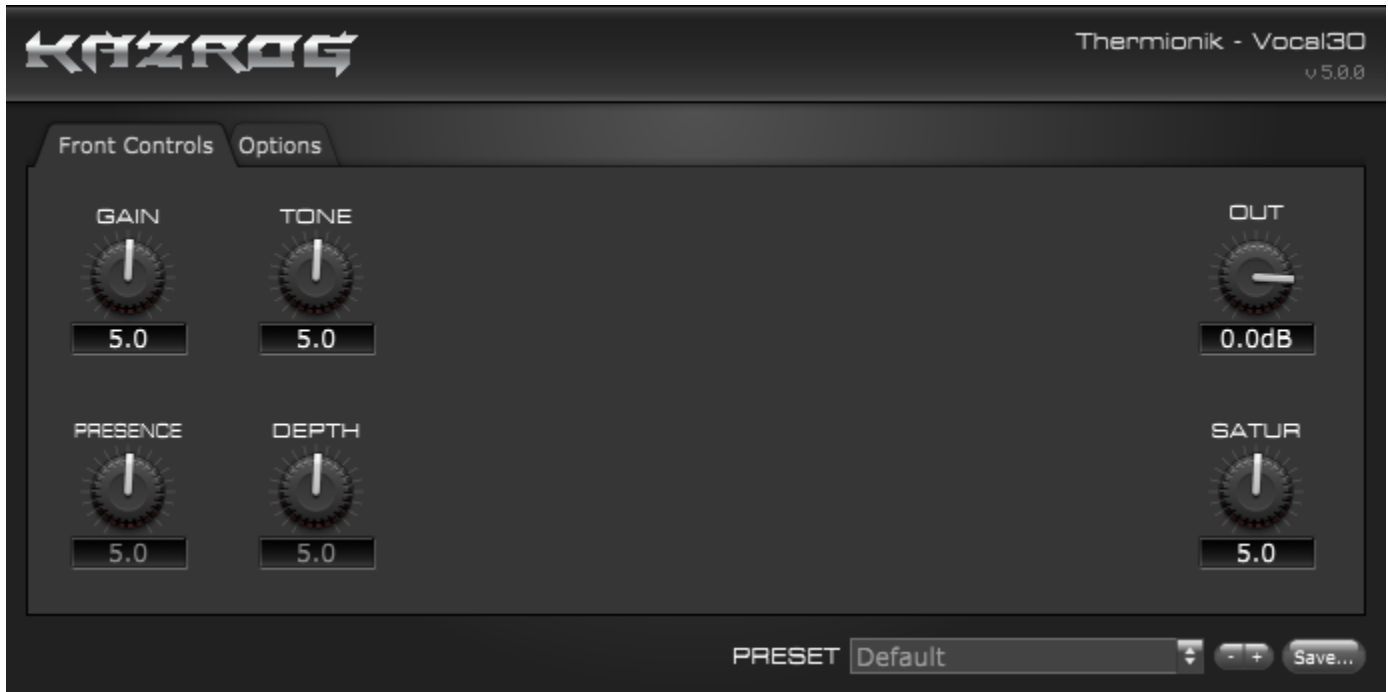 KAZROG
Thermionik - Vocal30
v 5.0.0
Front Controls
Options
GAIN
TONE
OUT
5.0
5.0
0.0dB
PRESENCE
DEPTH
SATUR
5.0
5.0
5.0
PRESET
Default
- +
Save...